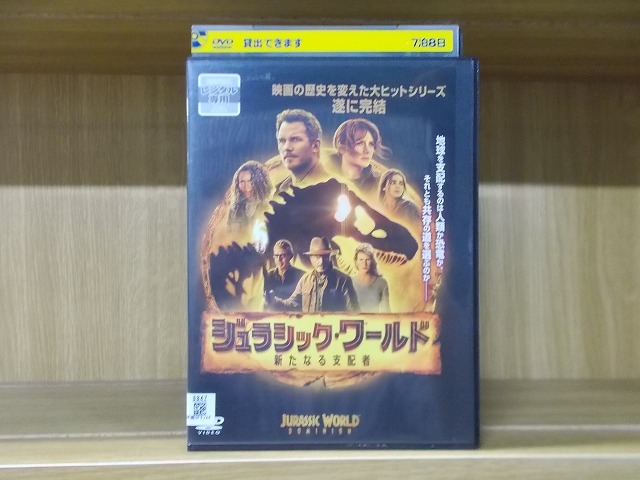 DVD 貸出できます 7泊8日
レンタル
専用
映画の歴史を変えた大ヒットシリーズ
遂に完結
地球を支配するのは人類か恐竜か、
それとも共存の道を選ぶのか——
ジュラシック・ワールド
新たなる支配者
JURASSIC WORLD
DOMINION
VIDEO